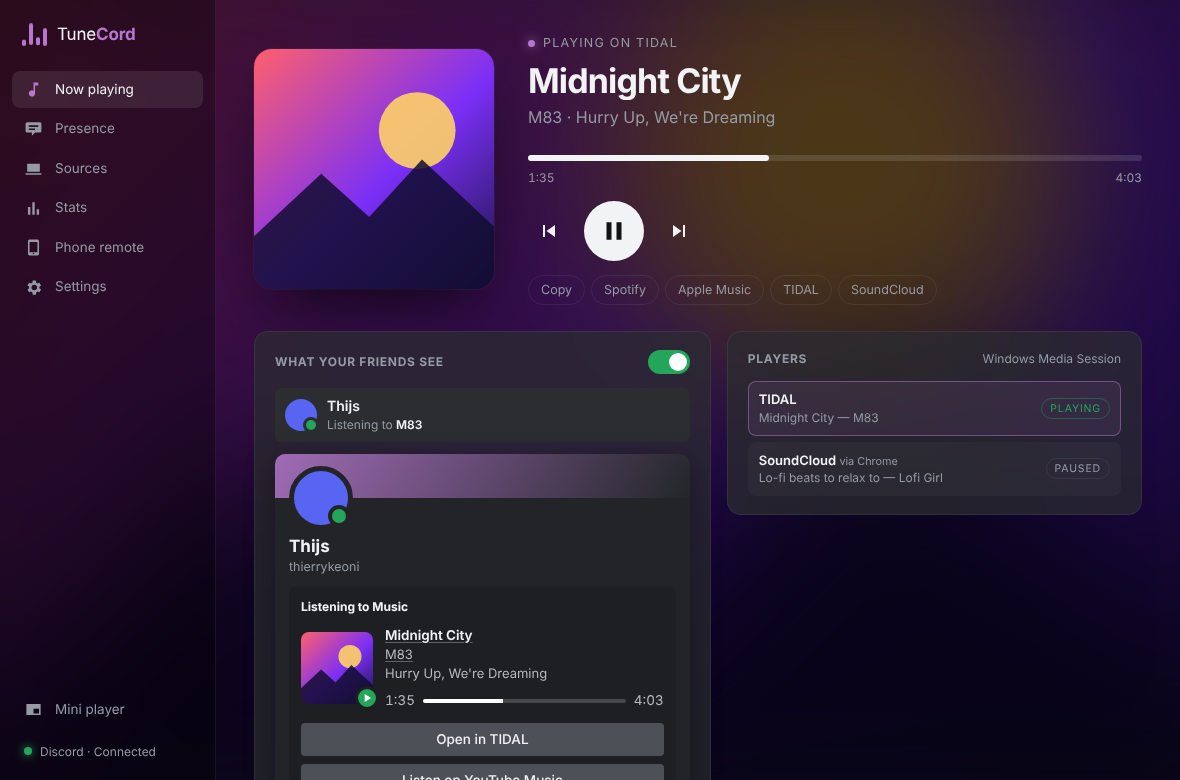 TuneCord
Now playing
Presence
Sources
Stats
Phone remote
Settings
Mini player
Discord · Connected
PLAYING ON TIDAL
Midnight City
M83 · Hurry Up, We're Dreaming
1:35 4:03
Copy Spotify Apple Music TIDAL SoundCloud
WHAT YOUR FRIENDS SEE
Thijs
Listening to M83
Thijs
thierrykeoni
Listening to Music
Midnight City
M83
Hurry Up, We're Dreaming
1:35 4:03
Open in TIDAL
Listen on YouTube Music
PLAYERS Windows Media Session
TIDAL
Midnight City — M83
PLAYING
SoundCloud via Chrome
Lo-fi beats to relax to — Lofi Girl
PAUSED